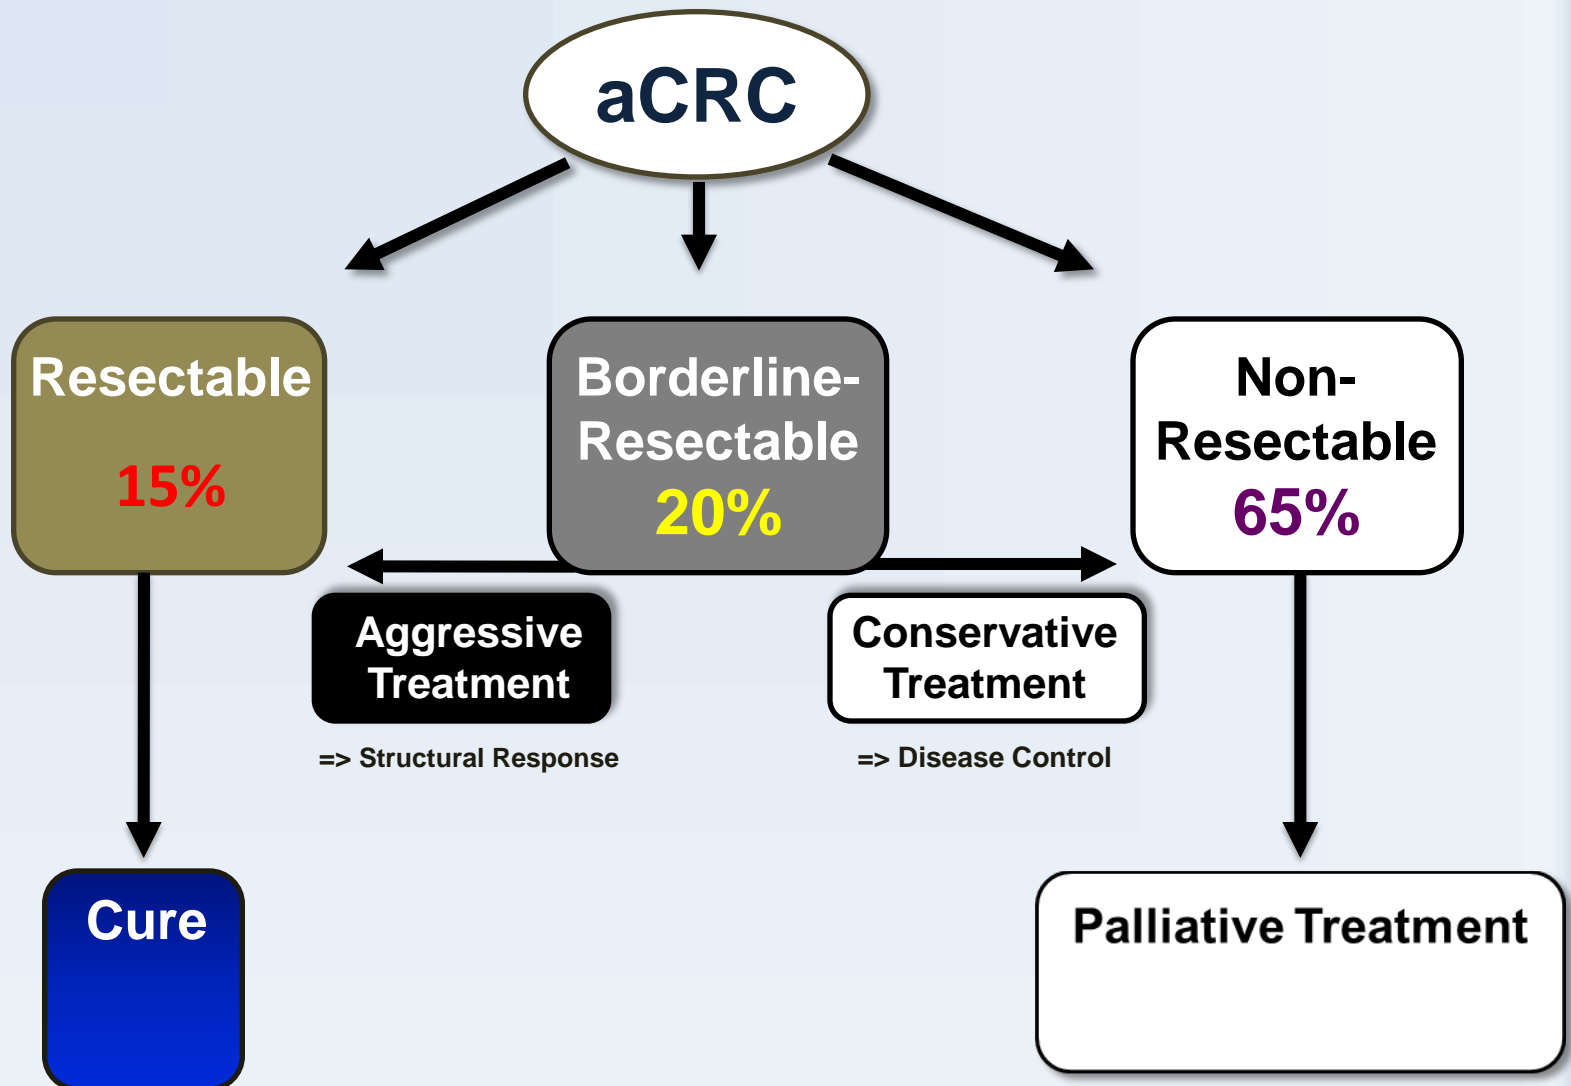 aCRC
Resectable
15%
Borderline-
Resectable
20%
Non-
Resectable
65%
Aggressive
Treatment
=> Structural Response
Conservative
Treatment
=> Disease Control
Cure
Palliative Treatment